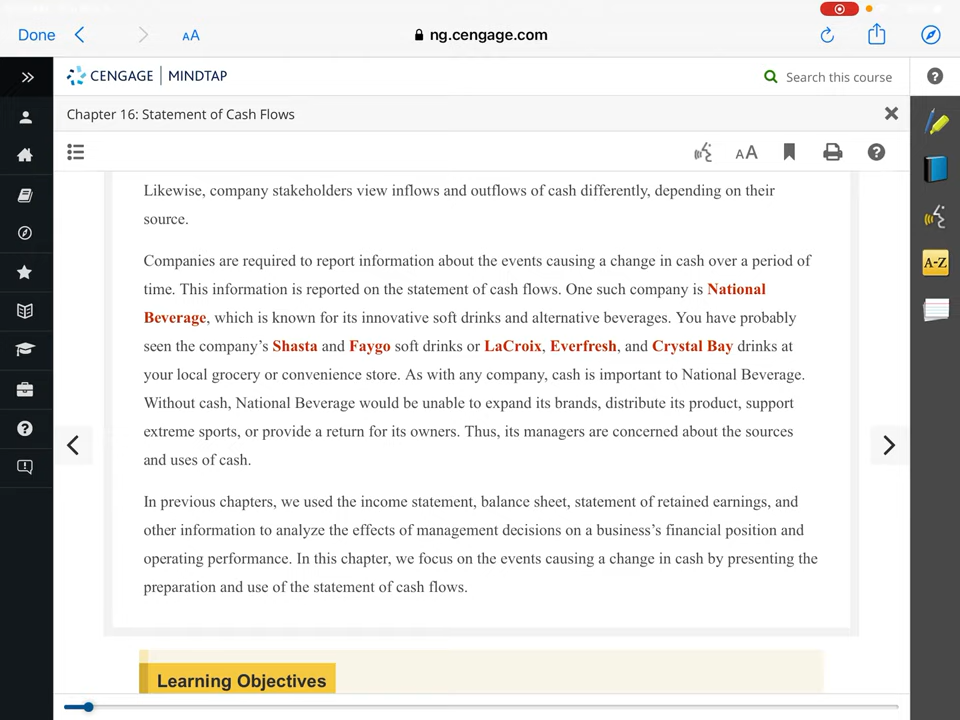 Done
AA
ng.cengage.com
CENGAGE | MINDTAP
Search this course
Chapter 16: Statement of Cash Flows
AA
Likewise, company stakeholders view inflows and outflows of cash differently, depending on their
source.
Companies are required to report information about the events causing a change in cash over a period of
time. This information is reported on the statement of cash flows. One such company is National
Beverage, which is known for its innovative soft drinks and alternative beverages. You have probably
seen the company's Shasta and Faygo soft drinks or LaCroix, Everfresh, and Crystal Bay drinks at
your local grocery or convenience store. As with any company, cash is important to National Beverage.
Without cash, National Beverage would be unable to expand its brands, distribute its product, support
extreme sports, or provide a return for its owners. Thus, its managers are concerned about the sources
and uses of cash.
In previous chapters, we used the income statement, balance sheet, statement of retained earnings, and
other information to analyze the effects of management decisions on a business's financial position and
operating performance. In this chapter, we focus on the events causing a change in cash by presenting the
preparation and use of the statement of cash flows.
Learning Objectives
A-Z